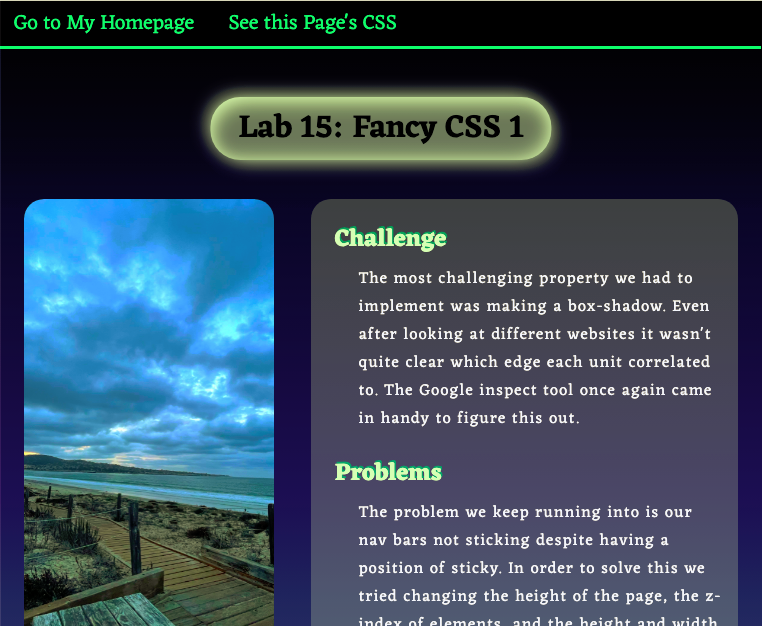 Go to My Homepage See this Page's CSS
Lab 15: Fancy CSS 1
Challenge
The most challenging property we had to
implement was making a box-shadow. Even
after looking at different websites it wasn't
quite clear which edge each unit correlated
to. The Google inspect tool once again came
in handy to figure this out.
Problems
The problem we keep running into is our
nav bars not sticking despite having a
position of sticky. In order to solve this we
tried changing the height of the page, the z-
index of elements, and the height and width